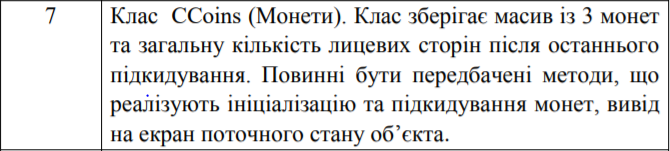 7
Клас CCoins (Монети). Клас зберігає масив із 3 монет
та загальну кількість лицевих сторін після останнього
підкидування. Повинні бути передбачені методи, що
реалізують ініціалізацію та підкидування монет, вивід
на екран поточного стану об’єкта.